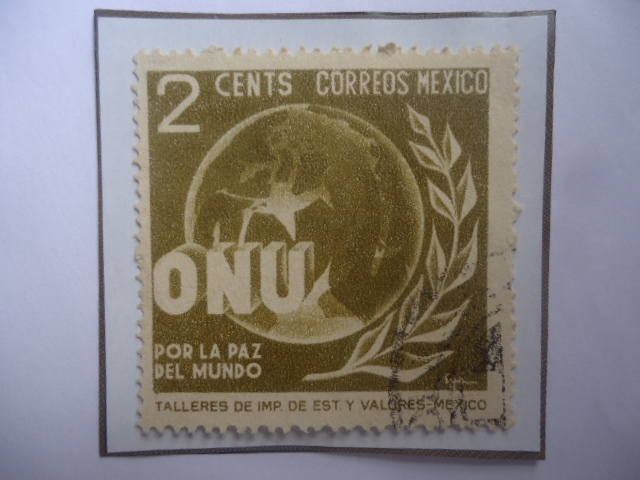 2 CENTS CORREOS MEXICO
ONU
POR LA PAZ
DEL MUNDO
TALLERES DE IMP. DE EST. Y VALORES-MEXICO